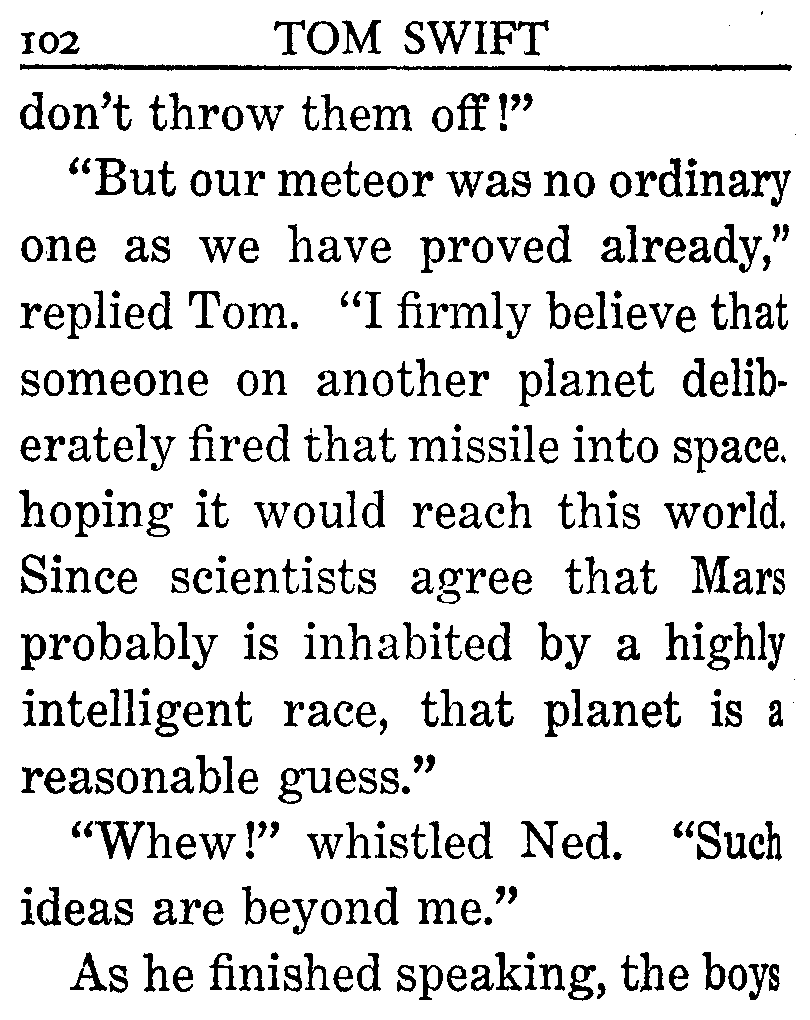 102 TOM SWIFT
don't throw them off!”
“But our meteor was no ordinary
one as we have proved already,”
replied Tom. “I firmly believe that
someone on another planet delib-
erately fired that missile into space.
hoping it would reach this world.
Since scientists agree that Mars
probably is inhabited by a highly
intelligent race, that planet is a
reasonable guess.”
“Whew!” whistled Ned. “Such
ideas are beyond me.”
As he finished speaking, the boys